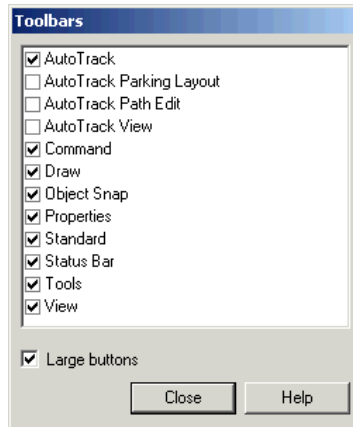 Toolbars
AutoTrack
AutoTrack Parking Layout
AutoTrack Path Edit
AutoTrack View
Command
Draw
Object Snap
Properties
Standard
Status Bar
Tools
View
Large buttons
Close Help